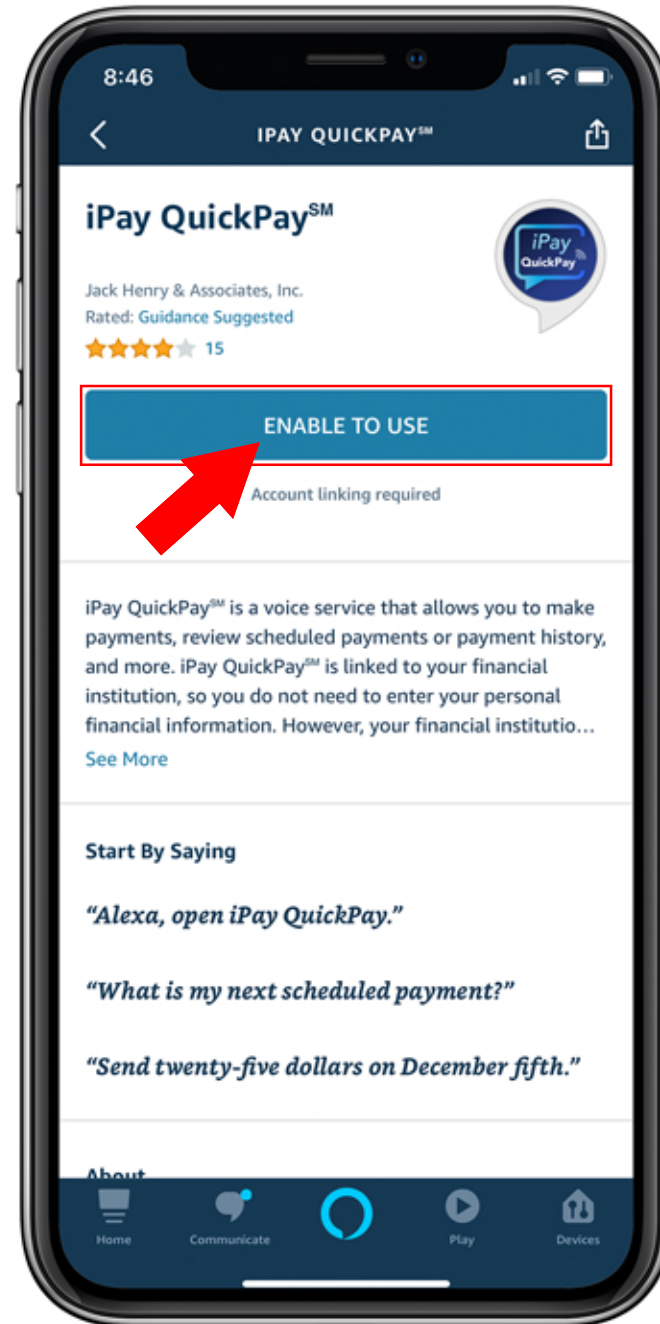 8:46
IPAY QUICKPAY℠
iPay QuickPay℠
iPay
QuickPay
Jack Henry & Associates, Inc.
Rated: Guidance Suggested
15
ENABLE TO USE
Account linking required
iPay QuickPay℠ is a voice service that allows you to make
payments, review scheduled payments or payment history,
and more. iPay QuickPay℠ is linked to your financial
institution, so you do not need to enter your personal
financial information. However, your financial institutio...
See More
Start By Saying
“Alexa, open iPay QuickPay.”
“What is my next scheduled payment?”
“Send twenty-five dollars on December fifth.”
About
Home
Communicate
Play
Devices